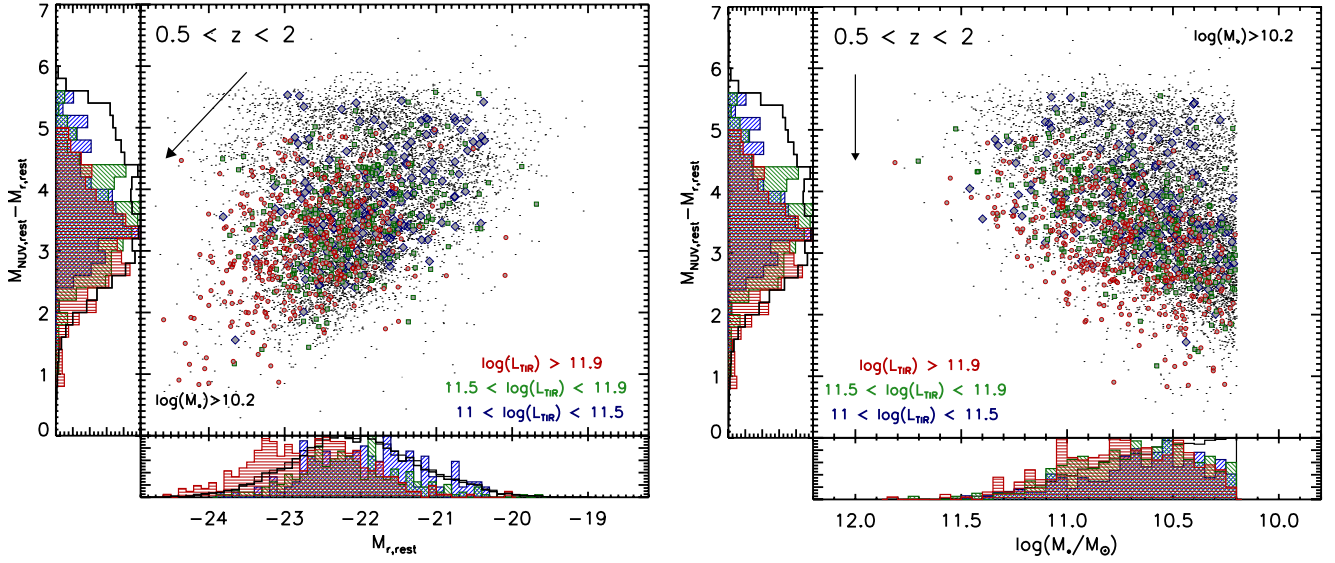 7
6
5
4
3
2
1
0
M_NUV,rest−M_r,rest
0.5 < z < 2
log(L_TIR) > 11.9
11.5 < log(L_TIR) < 11.9
11 < log(L_TIR) < 11.5
log(M_*)>10.2
−24 −23 −22 −21 −20 −19
M_r,rest
7
6
5
4
3
2
1
0
M_NUV,rest−M_r,rest
0.5 < z < 2
log(M_*)>10.2
log(L_TIR) > 11.9
11.5 < log(L_TIR) < 11.9
11 < log(L_TIR) < 11.5
12.0 11.5 11.0 10.5 10.0
log(M_*/M_⊙)